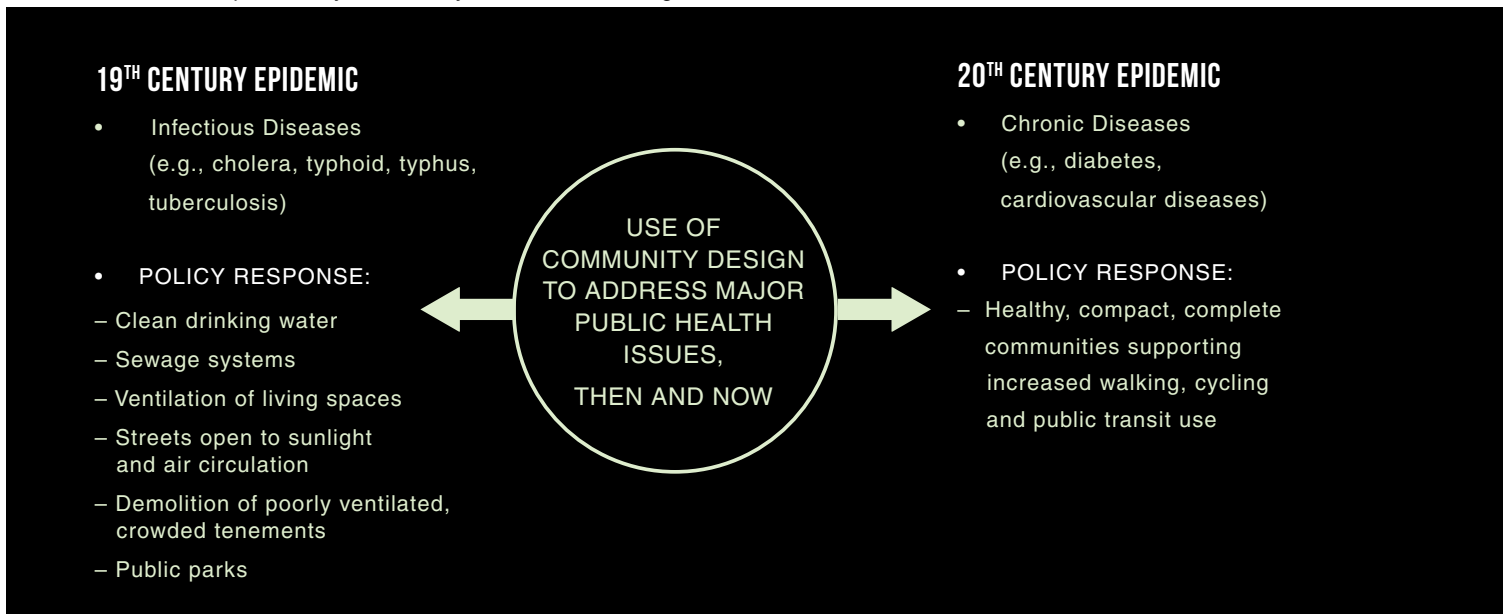 19TH CENTURY EPIDEMIC
• Infectious Diseases
(e.g., cholera, typhoid, typhus,
tuberculosis)
• POLICY RESPONSE:
– Clean drinking water
– Sewage systems
– Ventilation of living spaces
– Streets open to sunlight
and air circulation
– Demolition of poorly ventilated,
crowded tenements
– Public parks
USE OF
COMMUNITY DESIGN
TO ADDRESS MAJOR
PUBLIC HEALTH
ISSUES,
THEN AND NOW
20TH CENTURY EPIDEMIC
• Chronic Diseases
(e.g., diabetes,
cardiovascular diseases)
• POLICY RESPONSE:
– Healthy, compact, complete
communities supporting
increased walking, cycling
and public transit use